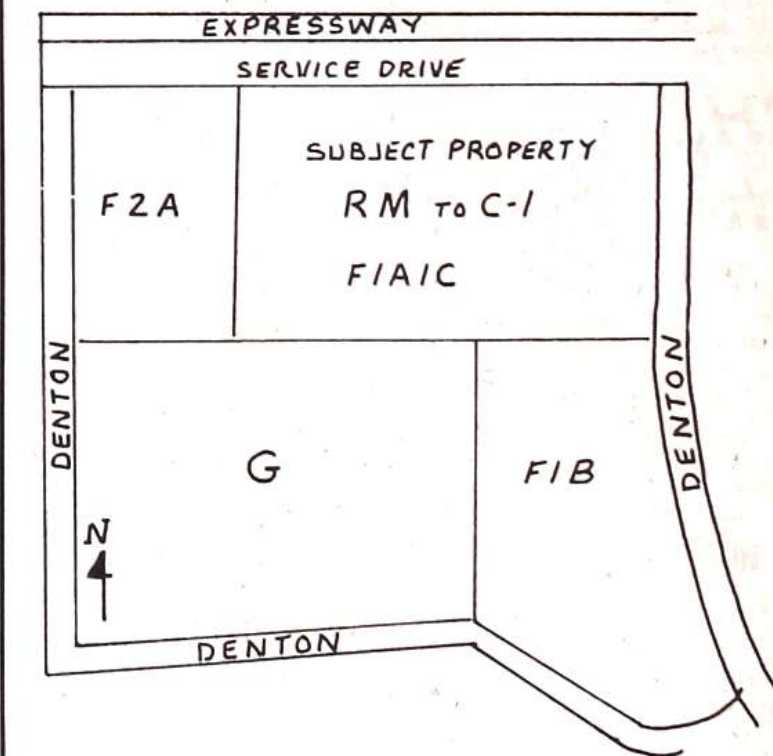 EXPRESSWAY
SERVICE DRIVE
SUBJECT PROPERTY
F2A
RM TO C-1
F1A1C
DENTON
DENTON
G
F1B
N
DENTON